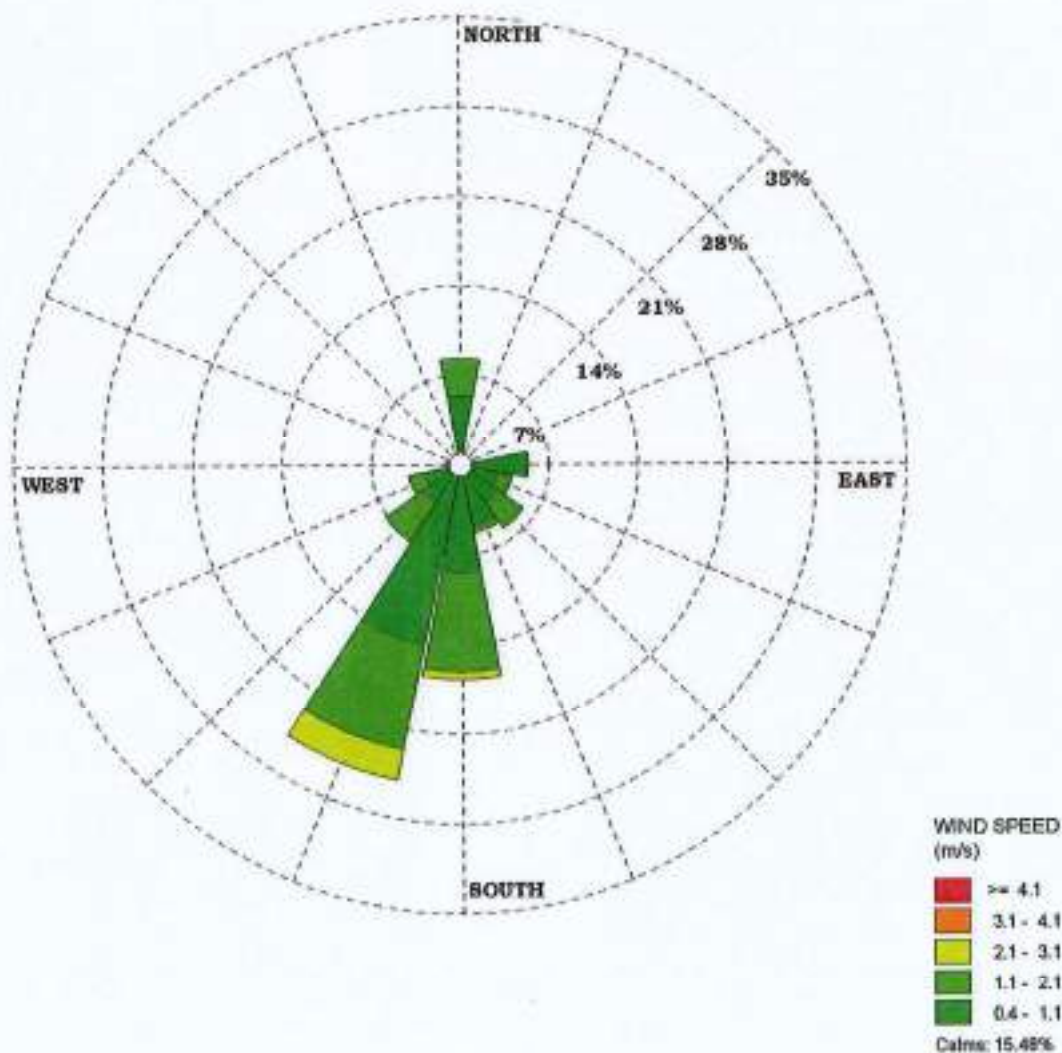 NORTH
35%
28%
21%
14%
7%
WEST
EAST
SOUTH
WIND SPEED
(m/s)
>= 4.1
3.1 - 4.1
2.1 - 3.1
1.1 - 2.1
0.4 - 1.1
Calms: 15.48%